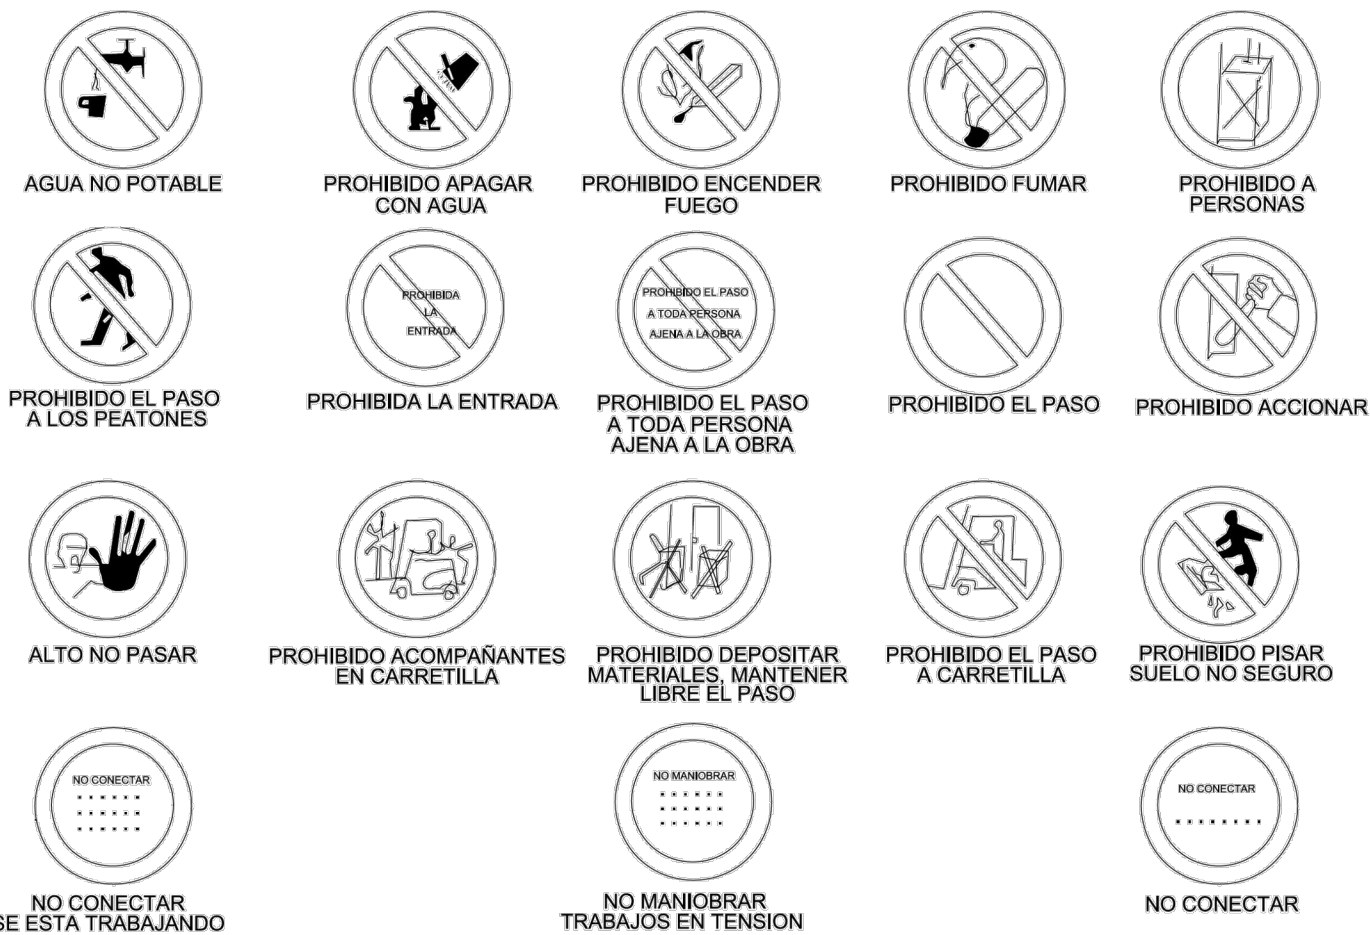 AGUA NO POTABLE
PROHIBIDO APAGAR
CON AGUA
PROHIBIDO ENCENDER
FUEGO
PROHIBIDO FUMAR
PROHIBIDO A
PERSONAS
PROHIBIDO EL PASO
A LOS PEATONES
PROHIBIDA
LA
ENTRADA
PROHIBIDA LA ENTRADA
PROHIBIDO EL PASO
A TODA PERSONA
AJENA A LA OBRA
PROHIBIDO EL PASO
A TODA PERSONA
AJENA A LA OBRA
PROHIBIDO EL PASO
PROHIBIDO ACCIONAR
ALTO NO PASAR
PROHIBIDO ACOMPAÑANTES
EN CARRETILLA
PROHIBIDO DEPOSITAR
MATERIALES, MANTENER
LIBRE EL PASO
PROHIBIDO EL PASO
A CARRETILLA
PROHIBIDO PISAR
SUELO NO SEGURO
NO CONECTAR
NO CONECTAR
SE ESTA TRABAJANDO
NO MANIOBRAR
NO MANIOBRAR
TRABAJOS EN TENSION
NO CONECTAR
NO CONECTAR